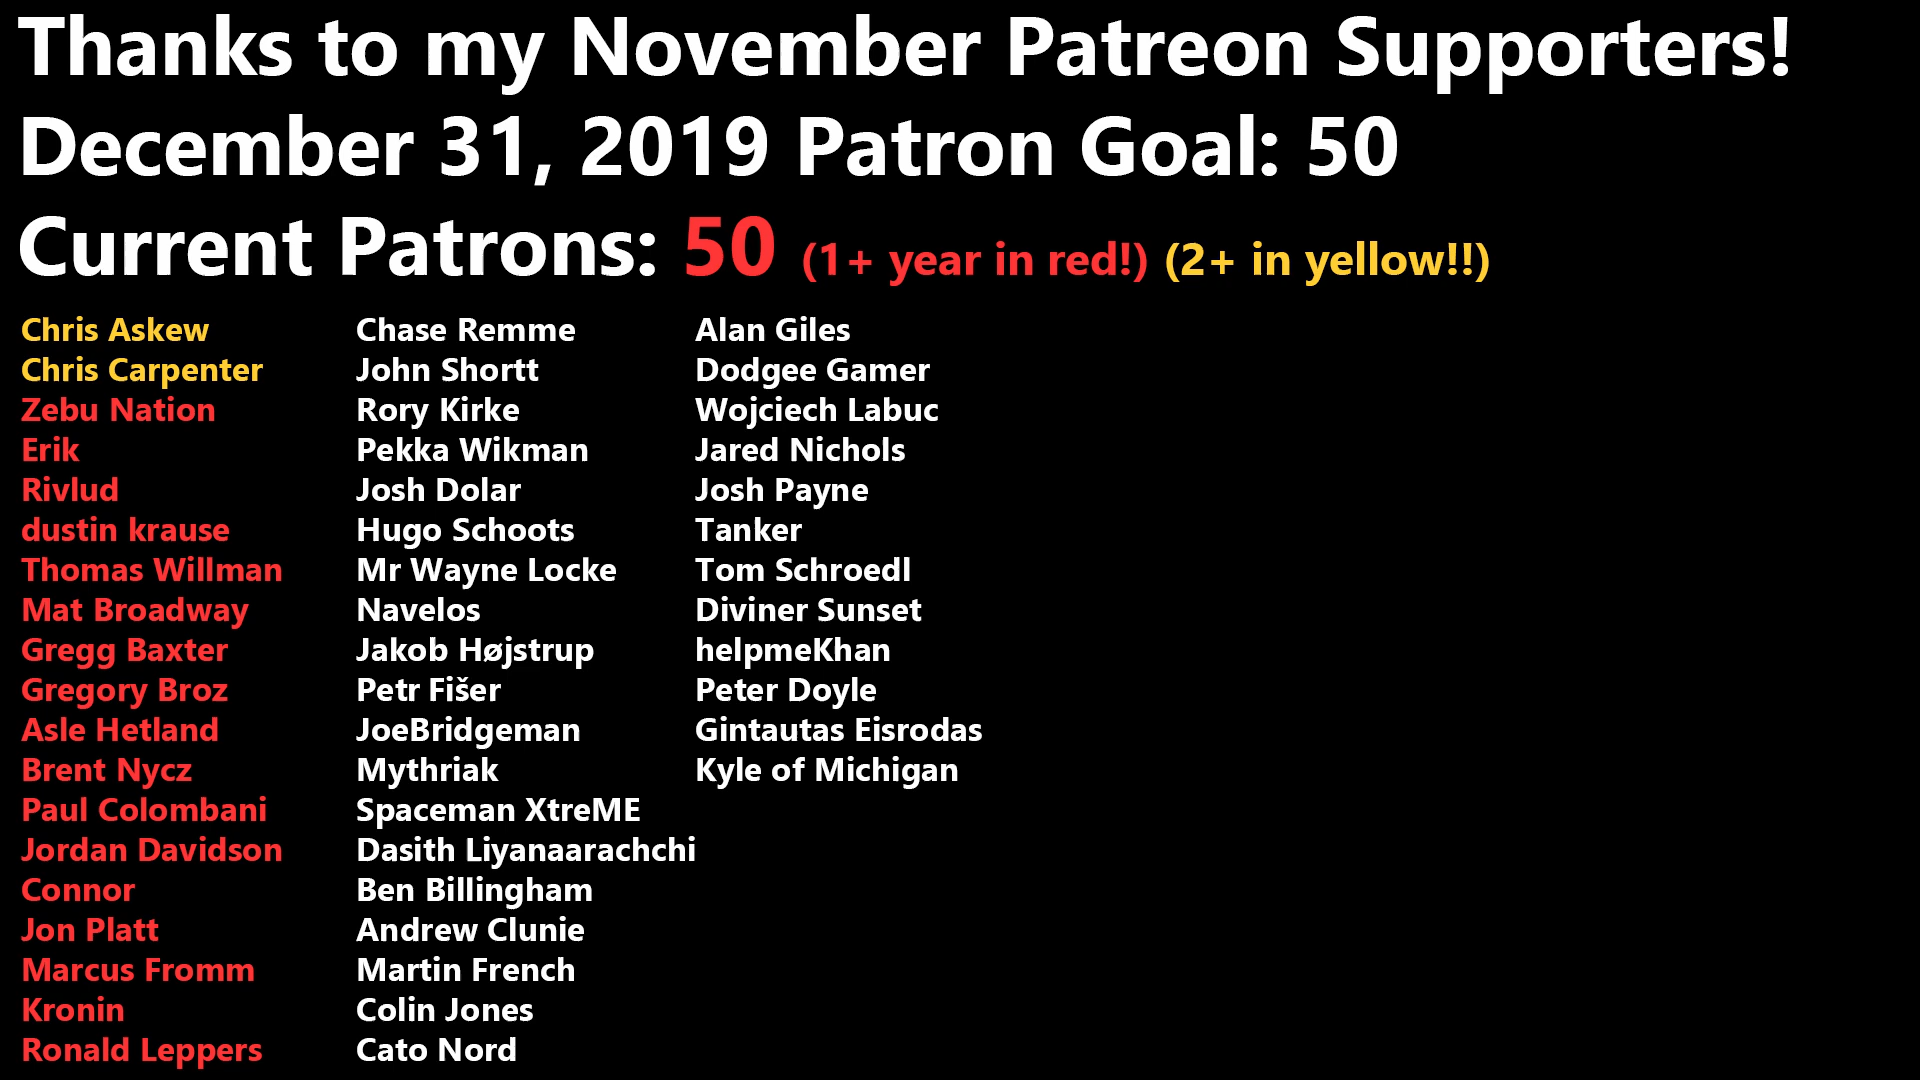 Thanks to my November Patreon Supporters!
December 31, 2019 Patron Goal: 50
Current Patrons: 50 (1+ year in red!) (2+ in yellow!!)
Chris Askew
Chris Carpenter
Zebu Nation
Erik
Rivlud
dustin krause
Thomas Willman
Mat Broadway
Gregg Baxter
Gregory Broz
Asle Hetland
Brent Nycz
Paul Colombani
Jordan Davidson
Connor
Jon Platt
Marcus Fromm
Kronin
Ronald Leppers
Chase Remme
John Shortt
Rory Kirke
Pekka Wikman
Josh Dolar
Hugo Schoots
Mr Wayne Locke
Navelos
Jakob Højstrup
Petr Fišer
JoeBridgeman
Mythriak
Spaceman XtreME
Dasith Liyanaarachchi
Ben Billingham
Andrew Clunie
Martin French
Colin Jones
Cato Nord
Alan Giles
Dodgee Gamer
Wojciech Labuc
Jared Nichols
Josh Payne
Tanker
Tom Schroedl
Diviner Sunset
helpmeKhan
Peter Doyle
Gintautas Eisrodas
Kyle of Michigan